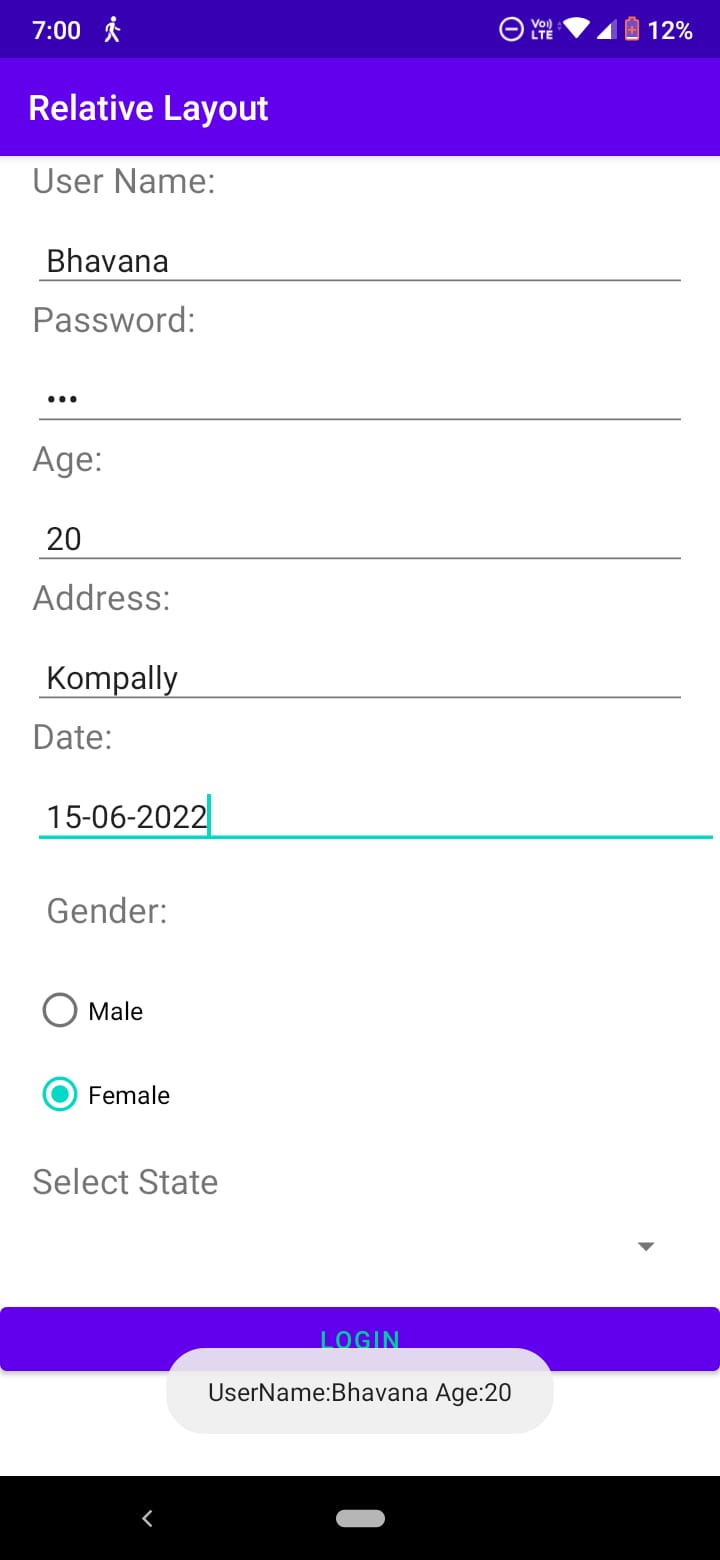 7:00 Vo) LTE 12%
Relative Layout
User Name:
Bhavana
Password:
•••
Age:
20
Address:
Kompally
Date:
15-06-2022
Gender:
Male
Female
Select State
LOGIN
UserName:Bhavana Age:20